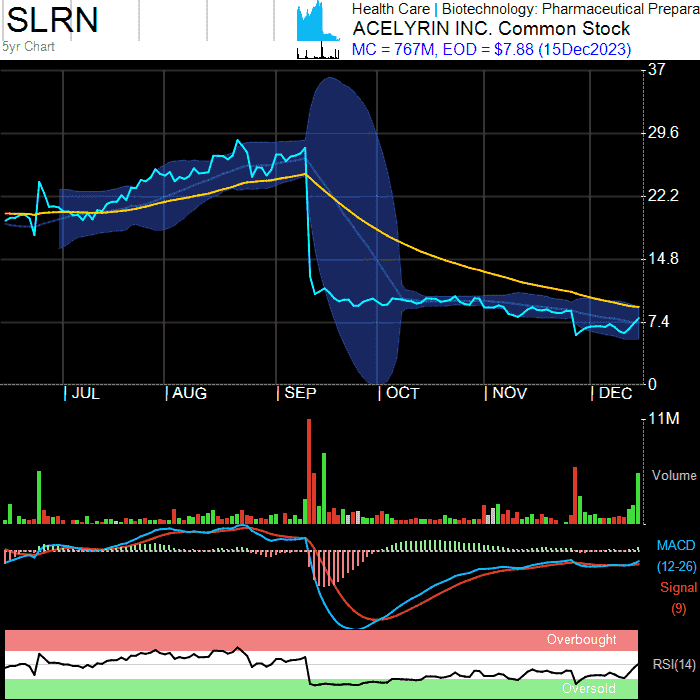 SLRN
5yr Chart
Health Care | Biotechnology: Pharmaceutical Prepara
ACELYRIN INC. Common Stock
MC = 767M, EOD = $7.88 (15Dec2023)
37
29.6
22.2
14.8
7.4
0
JUL AUG SEP OCT NOV DEC
11M
Volume
MACD
(12-26)
Signal
(9)
Overbought
RSI(14)
Oversold